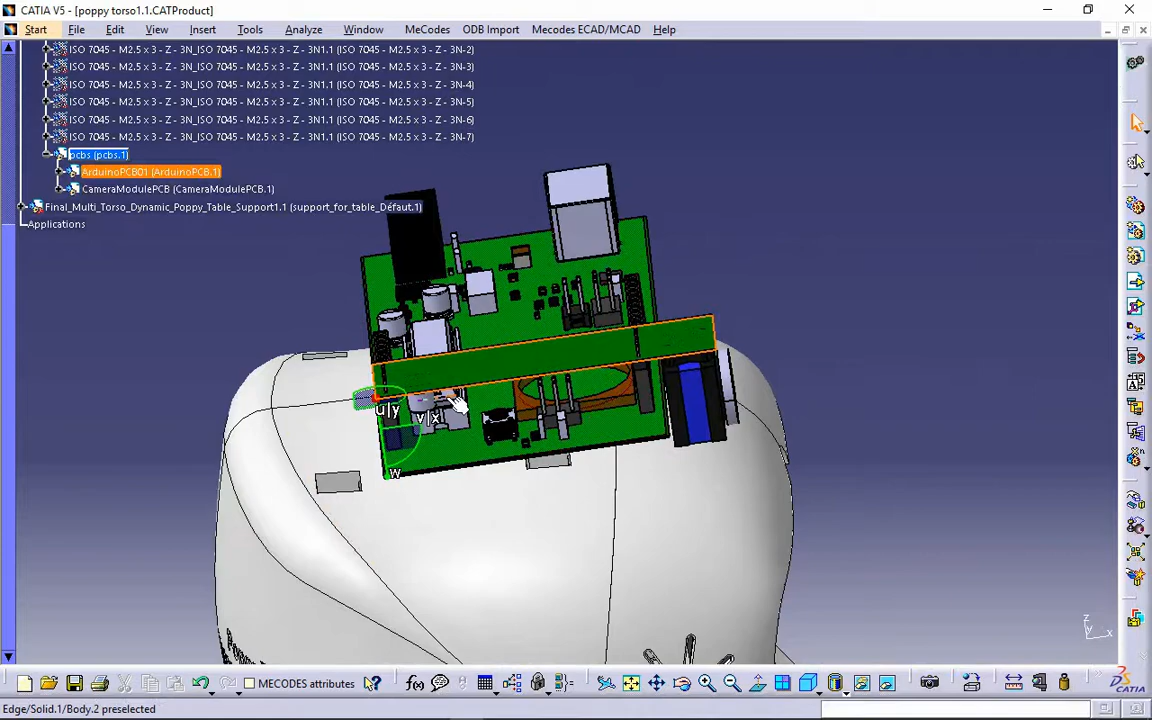 CATIA V5 - [poppy torso1.1.CATProduct]
Start File Edit View Insert Tools Analyze Window MeCodes ODB Import Mecodes ECAD/MCAD Help
ISO 7045 - M2.5 x 3 - Z - 3N_ISO 7045 - M2.5 x 3 - Z - 3N1.1 (ISO 7045 - M2.5 x 3 - Z - 3N-2)
ISO 7045 - M2.5 x 3 - Z - 3N_ISO 7045 - M2.5 x 3 - Z - 3N1.1 (ISO 7045 - M2.5 x 3 - Z - 3N-3)
ISO 7045 - M2.5 x 3 - Z - 3N_ISO 7045 - M2.5 x 3 - Z - 3N1.1 (ISO 7045 - M2.5 x 3 - Z - 3N-4)
ISO 7045 - M2.5 x 3 - Z - 3N_ISO 7045 - M2.5 x 3 - Z - 3N1.1 (ISO 7045 - M2.5 x 3 - Z - 3N-5)
ISO 7045 - M2.5 x 3 - Z - 3N_ISO 7045 - M2.5 x 3 - Z - 3N1.1 (ISO 7045 - M2.5 x 3 - Z - 3N-6)
ISO 7045 - M2.5 x 3 - Z - 3N_ISO 7045 - M2.5 x 3 - Z - 3N1.1 (ISO 7045 - M2.5 x 3 - Z - 3N-7)
pcbs (pcbs.1)
ArduinoPCB01 (ArduinoPCB.1)
CameraModulePCB (CameraModulePCB.1)
Final_Multi_Torso_Dynamic_Poppy_Table_Support1.1 (support_for_table_Défaut.1)
Applications
u|y
v|x
w
z
y
x
f(x)
MECODES attributes
CATIA
Edge/Solid.1/Body.2 preselected